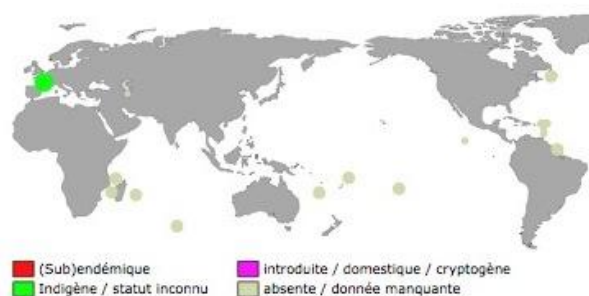 (Sub)endémique
introduite / domestique / cryptogène
Indigène / statut inconnu
absente / donnée manquante